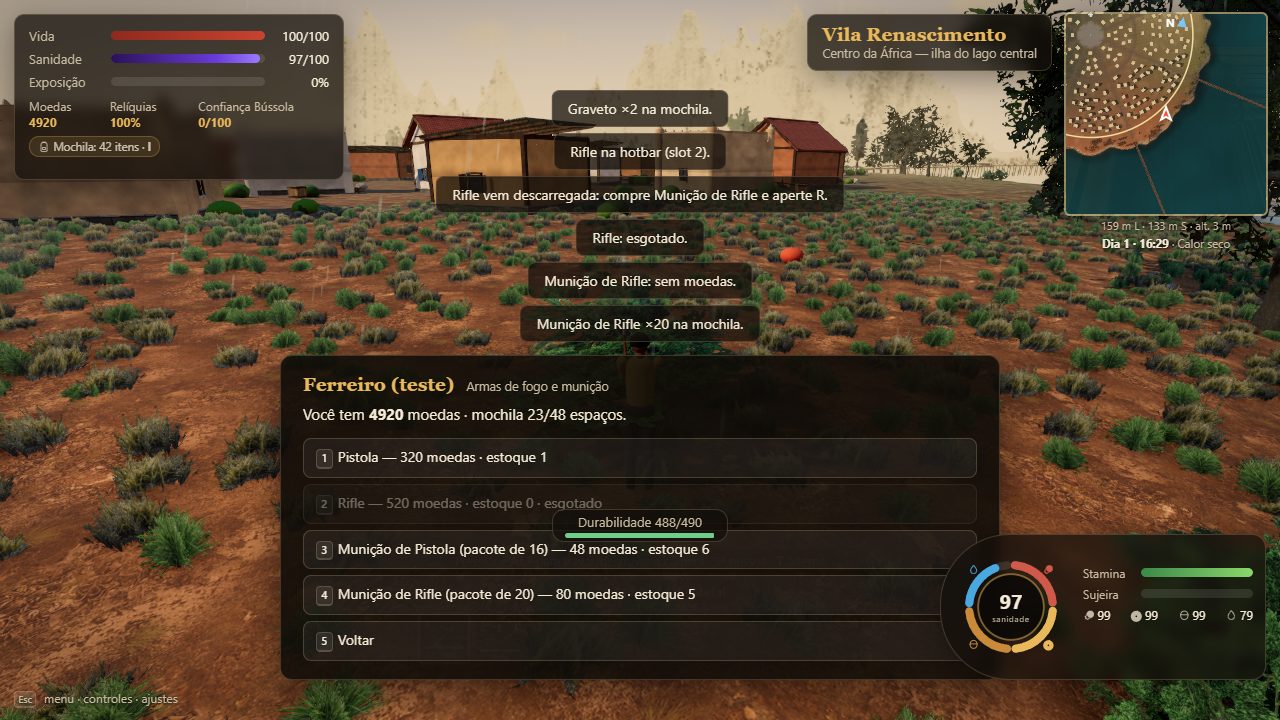 Vida 100/100
Sanidade 97/100
Exposição 0%
Moedas Relíquias Confiança Bússola
4920 100% 0/100
Mochila: 42 itens · I
Vila Renascimento
Centro da África — ilha do lago central
N
159 m L · 133 m S · alt. 3 m
Dia 1 · 16:29 · Calor seco
Graveto ×2 na mochila.
Rifle na hotbar (slot 2).
Rifle vem descarregada: compre Munição de Rifle e aperte R.
Rifle: esgotado.
Munição de Rifle: sem moedas.
Munição de Rifle ×20 na mochila.
Ferreiro (teste) Armas de fogo e munição
Você tem 4920 moedas · mochila 23/48 espaços.
1 Pistola — 320 moedas · estoque 1
2 Rifle — 520 moedas · estoque 0 · esgotado
Durabilidade 488/490
3 Munição de Pistola (pacote de 16) — 48 moedas · estoque 6
4 Munição de Rifle (pacote de 20) — 80 moedas · estoque 5
5 Voltar
97
sanidade
Stamina
Sujeira
99 99 99 79
Esc menu · controles · ajustes